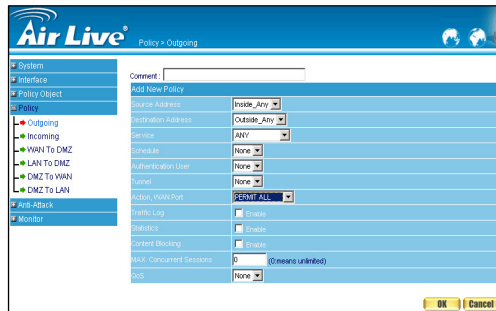 Air Live®
Policy > Outgoing
System
Interface
Policy Object
Policy
Outgoing
Incoming
WAN To DMZ
LAN To DMZ
DMZ To WAN
DMZ To LAN
Anti-Attack
Monitor
Comment :
Add New Policy
Source Address Inside_Any
Destination Address Outside_Any
Service ANY
Schedule None
Authentication User None
Tunnel None
Action, WAN Port PERMIT ALL
Traffic Log Enable
Statistics Enable
Content Blocking Enable
MAX. Concurrent Sessions 0 (0:means unlimited)
QoS None
OK Cancel